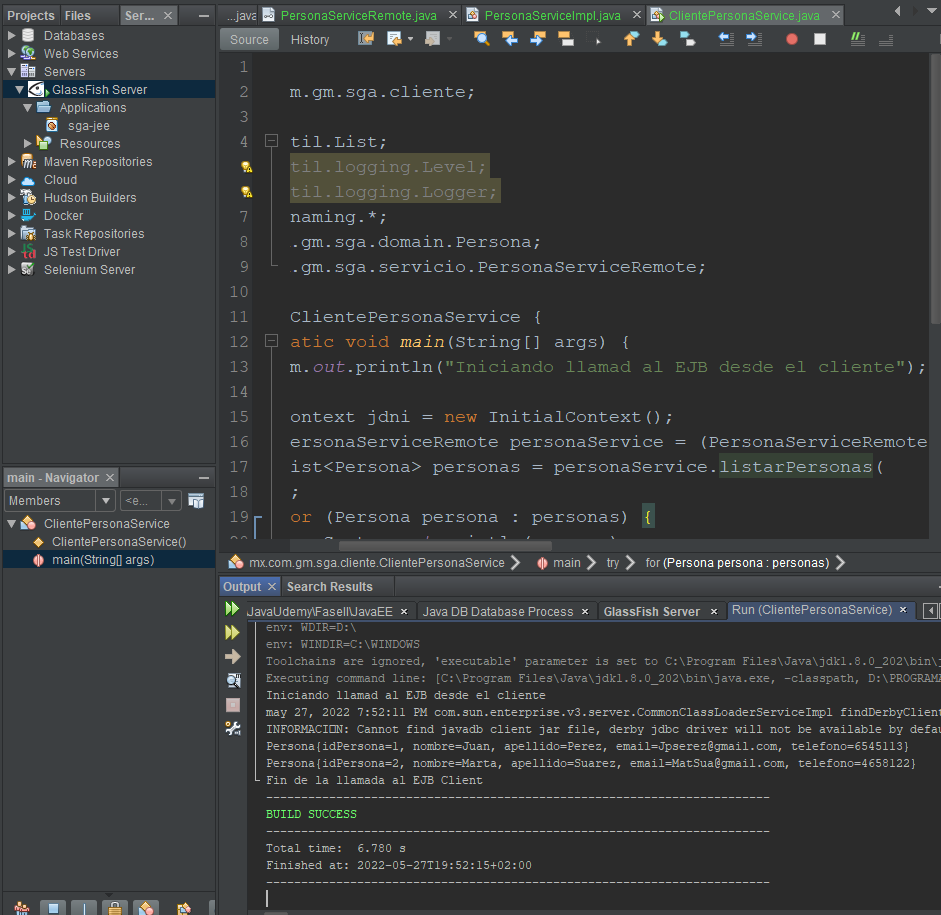 Projects Files Ser... ×
Databases
Web Services
Servers
GlassFish Server
Applications
sga-jee
Resources
Maven Repositories
Cloud
Hudson Builders
Docker
Task Repositories
JS Test Driver
Selenium Server
main - Navigator ×
Members <e...
ClientePersonaService
ClientePersonaService()
main(String[] args)
...java PersonaServiceRemote.java × PersonaServiceImpl.java × ClientePersonaService.java ×
Source History
1
2 m.gm.sga.cliente;
3
4 til.List;
til.logging.Level;
til.logging.Logger;
7 naming.*;
8 .gm.sga.domain.Persona;
9 .gm.sga.servicio.PersonaServiceRemote;
10
11 ClientePersonaService {
12 atic void main(String[] args) {
13 m.out.println("Iniciando llamad al EJB desde el cliente");
14
15 ontext jdni = new InitialContext();
16 ersonaServiceRemote personaService = (PersonaServiceRemote
17 ist<Persona> personas = personaService.listarPersonas(
18 ;
19 or (Persona persona : personas) {
mx.com.gm.sga.cliente.ClientePersonaService main try for (Persona persona : personas)
Output × Search Results
JavaUdemy\Fasell\JavaEE × Java DB Database Process × GlassFish Server × Run (ClientePersonaService) ×
env: WDIR=D:\
env: WINDIR=C:\WINDOWS
Toolchains are ignored, 'executable' parameter is set to C:\Program Files\Java\jdk1.8.0_202\bin\j
Executing command line: [C:\Program Files\Java\jdk1.8.0_202\bin\java.exe, -classpath, D:\PROGRAMA
Iniciando llamad al EJB desde el cliente
may 27, 2022 7:52:11 PM com.sun.enterprise.v3.server.CommonClassLoaderServiceImpl findDerbyClient
INFORMACI�N: Cannot find javadb client jar file, derby jdbc driver will not be available by defau
Persona{idPersona=1, nombre=Juan, apellido=Perez, email=Jpserez@gmail.com, telefono=6545113}
Persona{idPersona=2, nombre=Marta, apellido=Suarez, email=MatSua@gmail.com, telefono=4658122}
Fin de la llamada al EJB Client
------------------------------------------------------------------------
BUILD SUCCESS
------------------------------------------------------------------------
Total time:  6.780 s
Finished at: 2022-05-27T19:52:15+02:00
------------------------------------------------------------------------